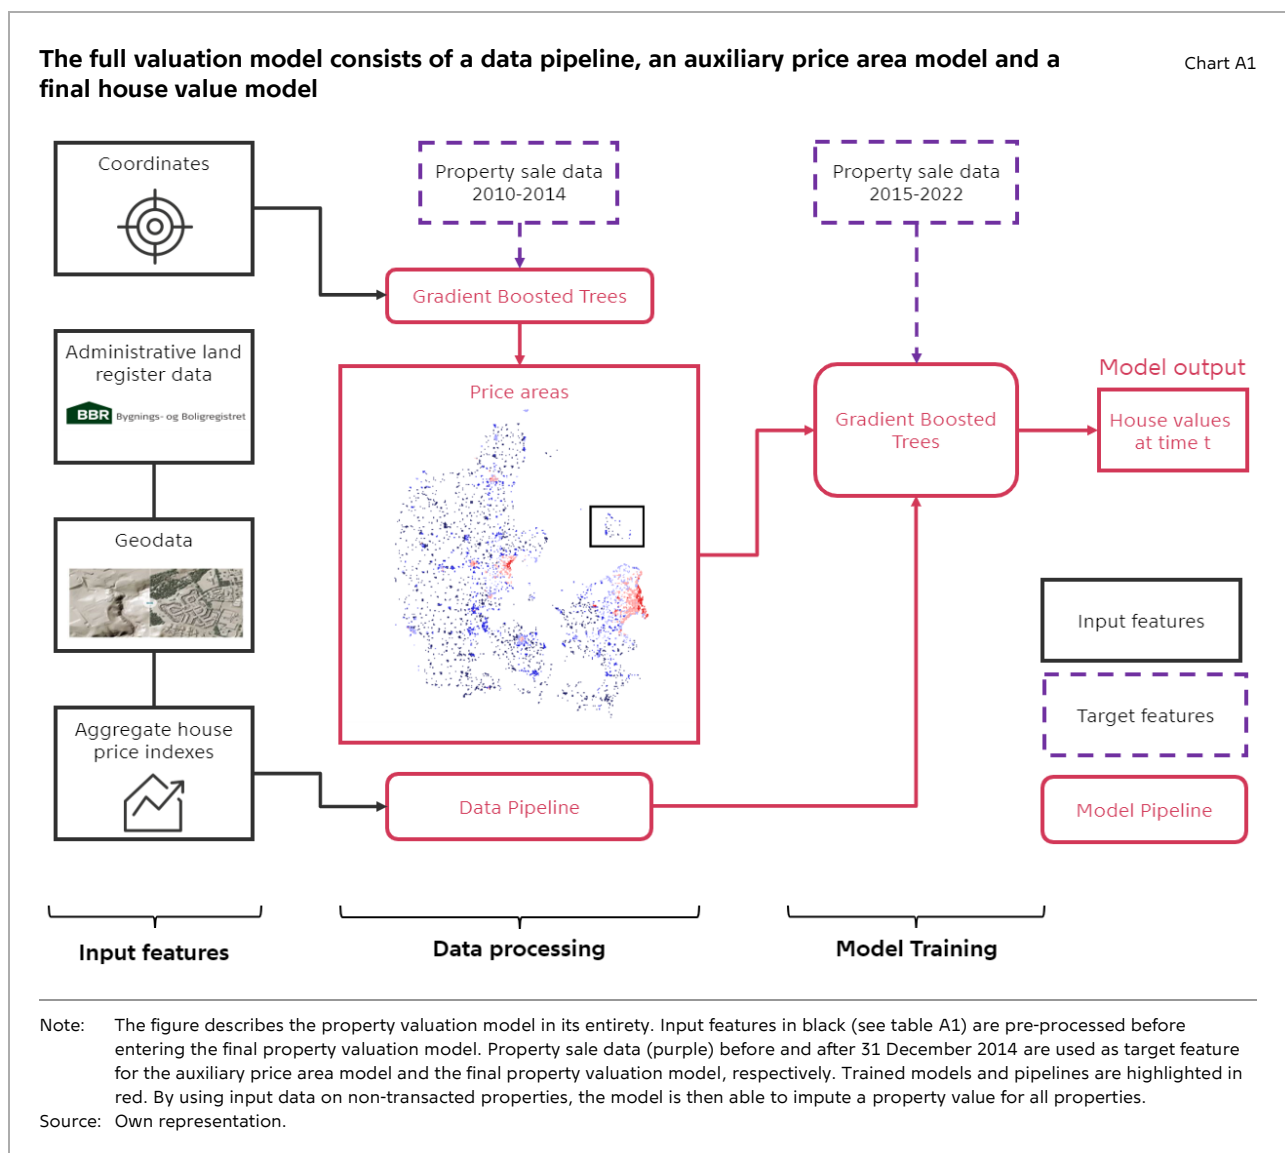 The full valuation model consists of a data pipeline, an auxiliary price area model and a
final house value model
Chart A1
Coordinates
Property sale data
2010-2014
Property sale data
2015-2022
Gradient Boosted Trees
Administrative land
register data
BBR Bygnings- og Boligregistret
Price areas
Gradient Boosted
Trees
Model output
House values
at time t
Geodata
Input features
Target features
Aggregate house
price indexes
Data Pipeline
Model Pipeline
Input features
Data processing
Model Training
Note: The figure describes the property valuation model in its entirety. Input features in black (see table A1) are pre-processed before
entering the final property valuation model. Property sale data (purple) before and after 31 December 2014 are used as target feature
for the auxiliary price area model and the final property valuation model, respectively. Trained models and pipelines are highlighted in
red. By using input data on non-transacted properties, the model is then able to impute a property value for all properties.
Source: Own representation.